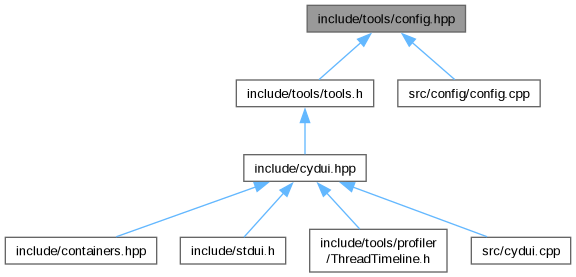 include/tools/config.hpp
include/tools/tools.h
src/config/config.cpp
include/cydui.hpp
include/containers.hpp
include/stdui.h
include/tools/profiler
/ThreadTimeline.h
src/cydui.cpp